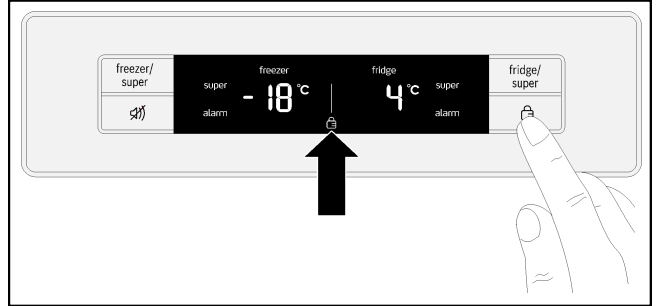 freezer/
super
freezer
super
-18 °C
alarm
fridge
4 °C
super
alarm
fridge/
super